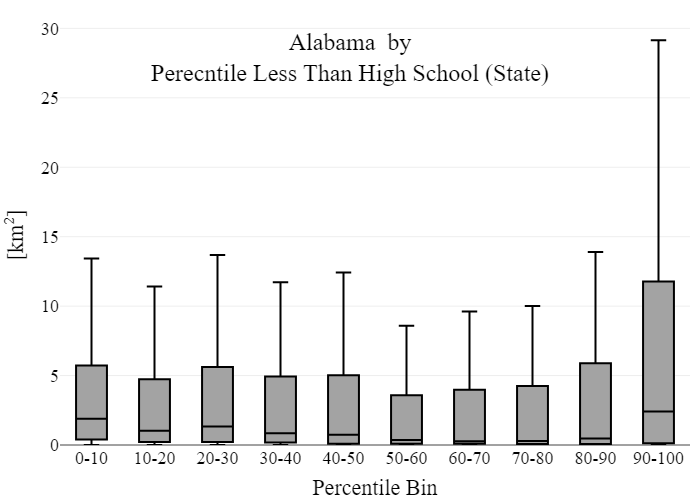 Alabama by
Perecntile Less Than High School (State)
[km²]
30
25
20
15
10
5
0
0-10 10-20 20-30 30-40 40-50 50-60 60-70 70-80 80-90 90-100
Percentile Bin